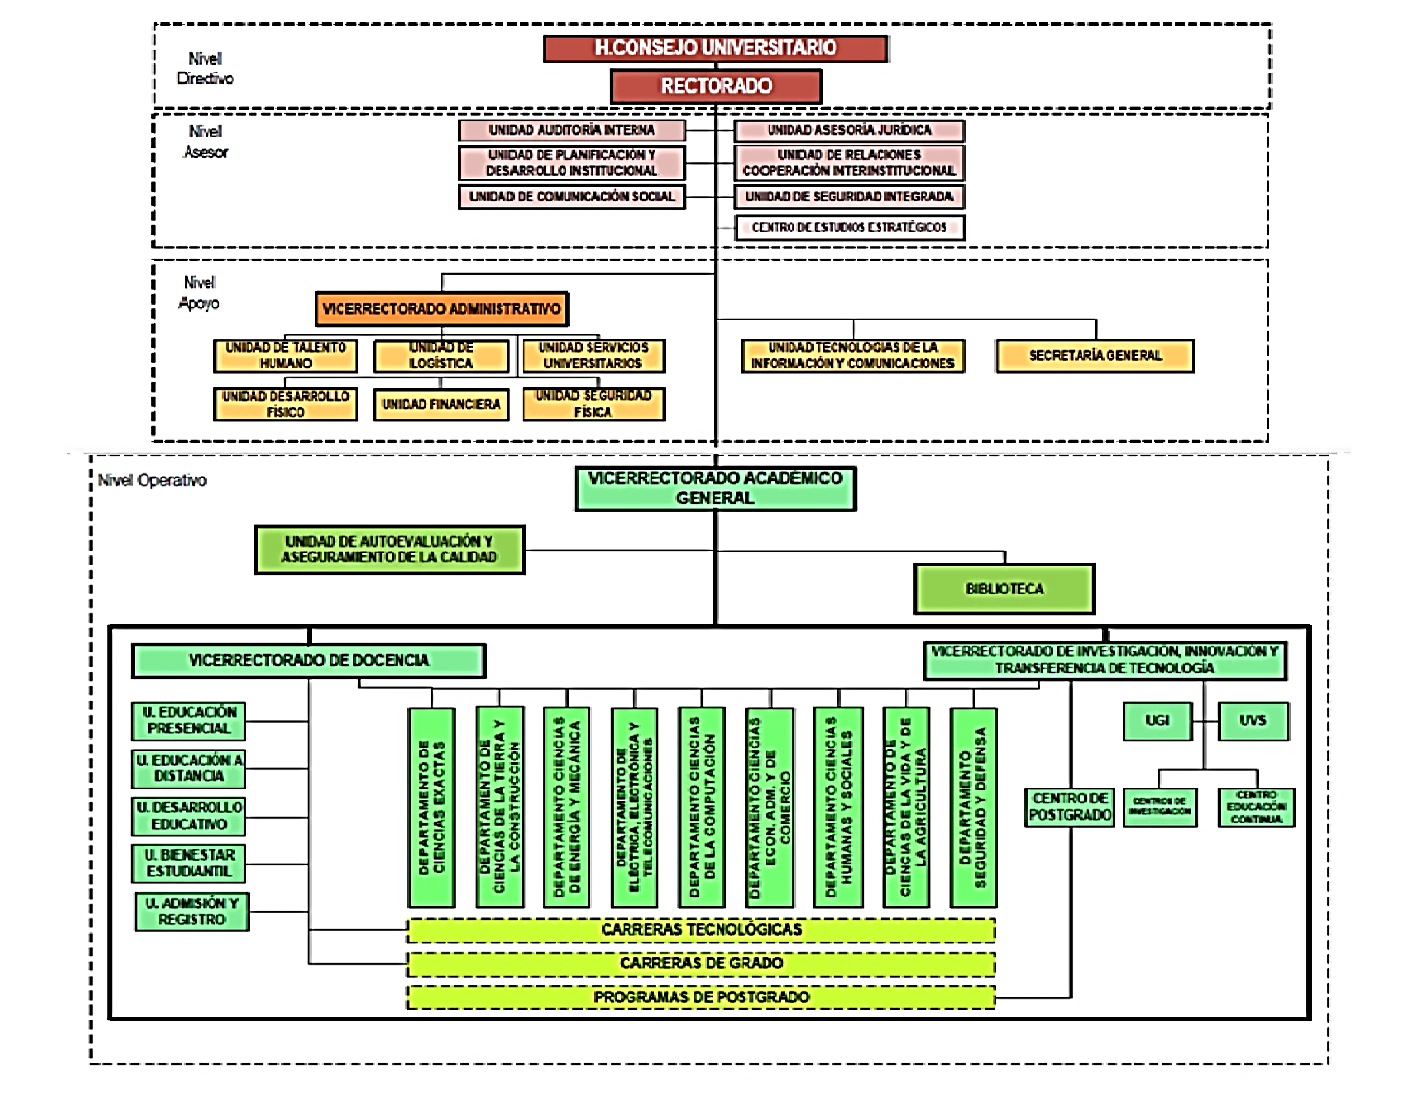 Nivel
Directivo
H.CONSEJO UNIVERSITARIO
RECTORADO
Nivel
Asesor
UNIDAD AUDITORÍA INTERNA
UNIDAD ASESORÍA JURÍDICA
UNIDAD DE PLANIFICACIÓN Y
DESARROLLO INSTITUCIONAL
UNIDAD DE RELACIONES
COOPERACIÓN INTERINSTITUCIONAL
UNIDAD DE COMUNICACIÓN SOCIAL
UNIDAD DE SEGURIDAD INTEGRADA
CENTRO DE ESTUDIOS ESTRATÉGICOS
Nivel
Apoyo
VICERRECTORADO ADMINISTRATIVO
UNIDAD DE TALENTO
HUMANO
UNIDAD DE
LOGÍSTICA
UNIDAD SERVICIOS
UNIVERSITARIOS
UNIDAD TECNOLOGIAS DE LA
INFORMACIÓN Y COMUNICACIONES
SECRETARÍA GENERAL
UNIDAD DESARROLLO
FÍSICO
UNIDAD FINANCIERA
UNIDAD SEGURIDAD
FÍSICA
Nivel Operativo
VICERRECTORADO ACADÉMICO
GENERAL
UNIDAD DE AUTOEVALUACIÓN Y
ASEGURAMIENTO DE LA CALIDAD
BIBLIOTECA
VICERRECTORADO DE DOCENCIA
VICERRECTORADO DE INVESTIGACIÓN, INNOVACIÓN Y
TRANSFERENCIA DE TECNOLOGÍA
U. EDUCACIÓN
PRESENCIAL
U. EDUCACIÓN A
DISTANCIA
U. DESARROLLO
EDUCATIVO
U. BIENESTAR
ESTUDIANTIL
U. ADMISIÓN Y
REGISTRO
DEPARTAMENTO DE
CIENCIAS EXACTAS
DEPARTAMENTO DE
CIENCIAS DE LA TIERRA Y
LA CONSTRUCCIÓN
DEPARTAMENTO CIENCIAS
DE ENERGÍA Y MECÁNICA
DEPARTAMENTO DE
ELÉCTRICA, ELECTRÓNICA Y
TELECOMUNICACIONES
DEPARTAMENTO CIENCIAS
DE LA COMPUTACIÓN
DEPARTAMENTO CIENCIAS
ECON. ADM. Y DE
COMERCIO
DEPARTAMENTO CIENCIAS
HUMANAS Y SOCIALES
DEPARTAMENTO DE
CIENCIAS DE LA VIDA Y DE
LA AGRICULTURA
DEPARTAMENTO
SEGURIDAD Y DEFENSA
UGI
UVS
CENTRO DE
POSTGRADO
CENTROS DE
INVESTIGACIÓN
CENTRO
EDUCACIÓN
CONTINUA
CARRERAS TECNOLÓGICAS
CARRERAS DE GRADO
PROGRAMAS DE POSTGRADO